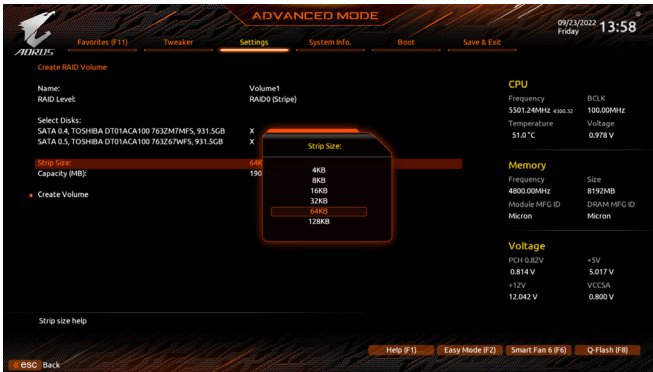 ADVANCED MODE
09/23/2022
Friday
13:58
AORUS
Favorites (F11)
Tweaker
Settings
System Info.
Boot
Save & Exit
Create RAID Volume
Name: Volume1
RAID Level: RAID0 (Stripe)
Select Disks:
SATA 0.4, TOSHIBA DT01ACA100 763ZM7MFS, 931.5GB X
SATA 0.5, TOSHIBA DT01ACA100 763Z67WFS, 931.5GB X
Strip Size: 64K
Capacity (MB): 190
Create Volume
Strip Size:
4KB
8KB
16KB
32KB
64KB
128KB
CPU
Frequency BCLK
5501.24MHz 4300.32 100.00MHz
Temperature Voltage
51.0 °C 0.978 V
Memory
Frequency Size
4800.00MHz 8192MB
Module MFG ID DRAM MFG ID
Micron Micron
Voltage
PCH 0.82V +5V
0.814 V 5.017 V
+12V VCCSA
12.042 V 0.800 V
Strip size help
Help (F1)
Easy Mode (F2)
Smart Fan 6 (F6)
Q-Flash (F8)
esc Back